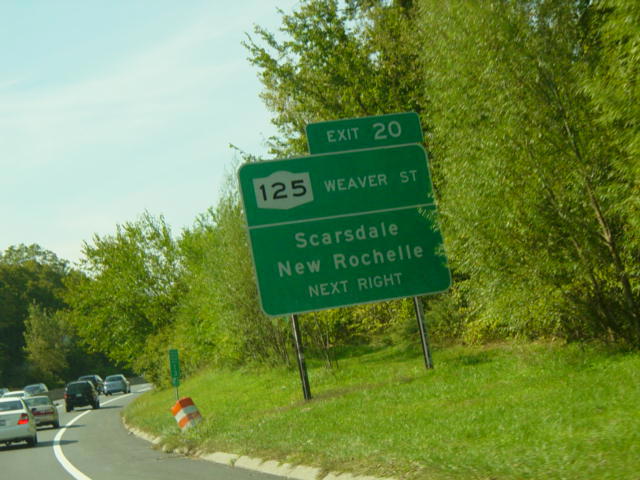 EXIT 20
125 WEAVER ST
Scarsdale
New Rochelle
NEXT RIGHT